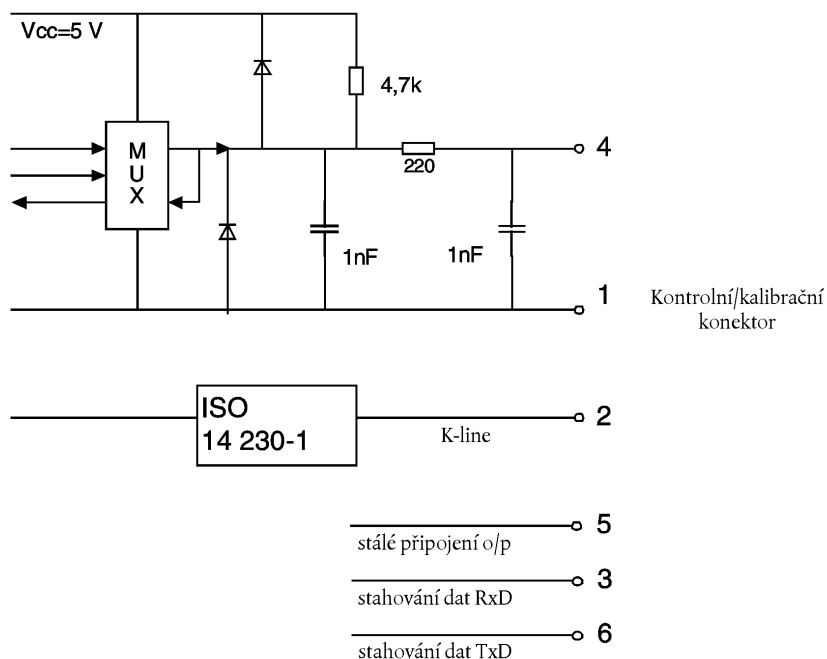 Vcc=5 V
4,7k
M
U
X
4
220
1nF
1nF
1
Kontrolní/kalibrační
konektor
ISO
14 230-1
2
K-line
5
stálé připojení o/p
3
stahování dat RxD
6
stahování dat TxD